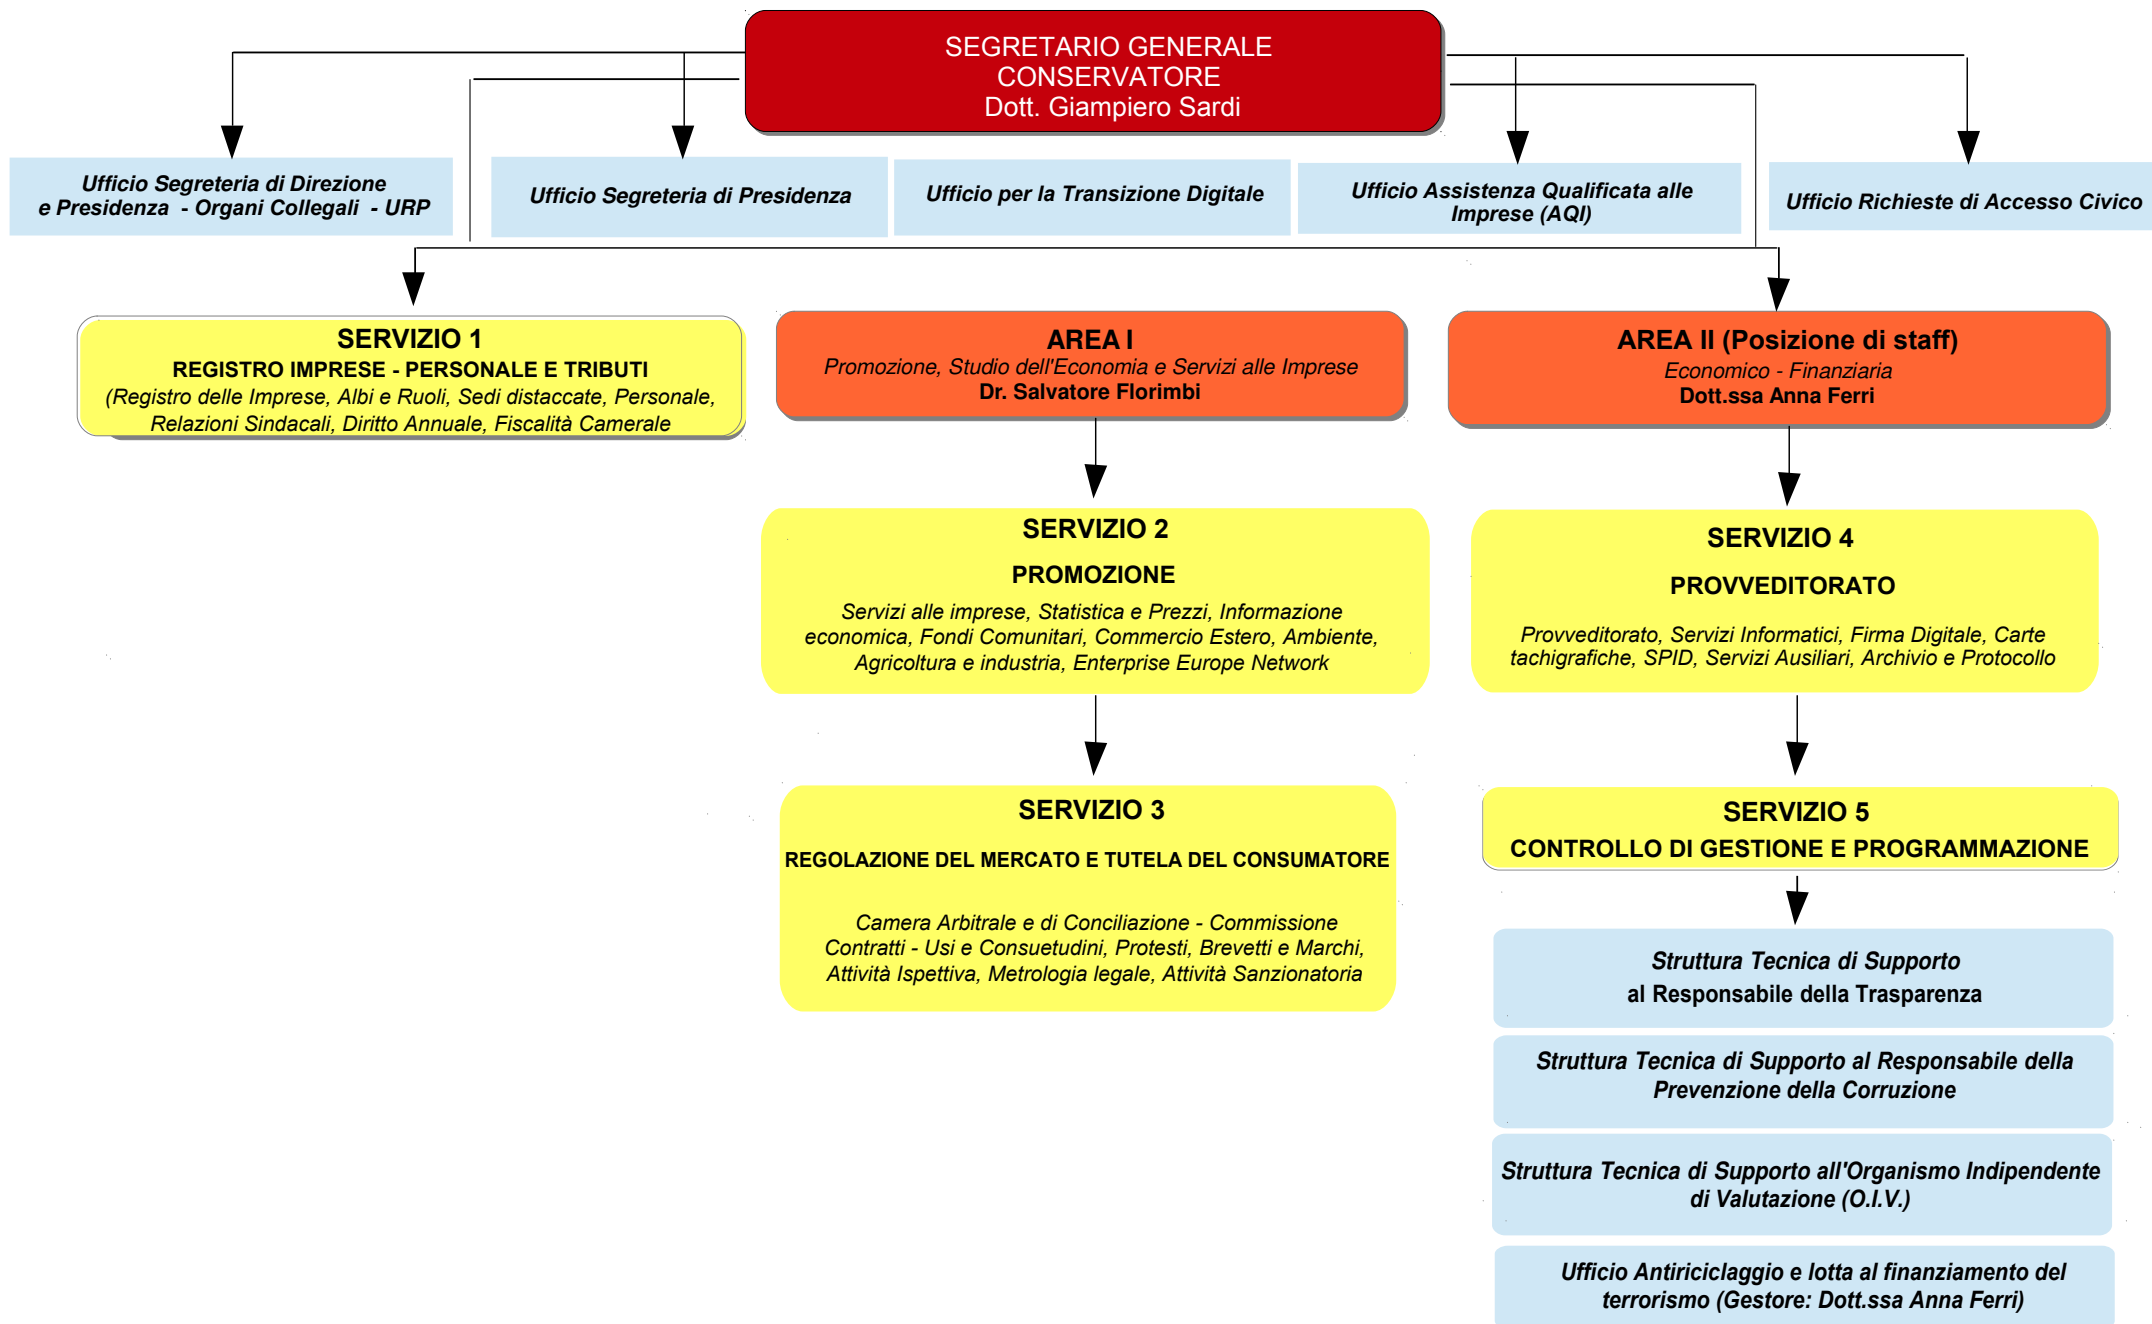 SEGRETARIO GENERALE
CONSERVATORE
Dott. Giampiero Sardi
Ufficio Segreteria di Direzione
e Presidenza - Organi Collegali - URP
Ufficio Segreteria di Presidenza
Ufficio per la Transizione Digitale
Ufficio Assistenza Qualificata alle
Imprese (AQI)
Ufficio Richieste di Accesso Civico
SERVIZIO 1
REGISTRO IMPRESE - PERSONALE E TRIBUTI
(Registro delle Imprese, Albi e Ruoli, Sedi distaccate, Personale,
Relazioni Sindacali, Diritto Annuale, Fiscalità Camerale
AREA I
Promozione, Studio dell'Economia e Servizi alle Imprese
Dr. Salvatore Florimbi
AREA II (Posizione di staff)
Economico - Finanziaria
Dott.ssa Anna Ferri
SERVIZIO 2
PROMOZIONE
Servizi alle imprese, Statistica e Prezzi, Informazione
economica, Fondi Comunitari, Commercio Estero, Ambiente,
Agricoltura e industria, Enterprise Europe Network
SERVIZIO 4
PROVVEDITORATO
Provveditorato, Servizi Informatici, Firma Digitale, Carte
tachigrafiche, SPID, Servizi Ausiliari, Archivio e Protocollo
SERVIZIO 3
REGOLAZIONE DEL MERCATO E TUTELA DEL CONSUMATORE
Camera Arbitrale e di Conciliazione - Commissione
Contratti - Usi e Consuetudini, Protesti, Brevetti e Marchi,
Attività Ispettiva, Metrologia legale, Attività Sanzionatoria
SERVIZIO 5
CONTROLLO DI GESTIONE E PROGRAMMAZIONE
Struttura Tecnica di Supporto
al Responsabile della Trasparenza
Struttura Tecnica di Supporto al Responsabile della
Prevenzione della Corruzione
Struttura Tecnica di Supporto all'Organismo Indipendente
di Valutazione (O.I.V.)
Ufficio Antiriciclaggio e lotta al finanziamento del
terrorismo (Gestore: Dott.ssa Anna Ferri)